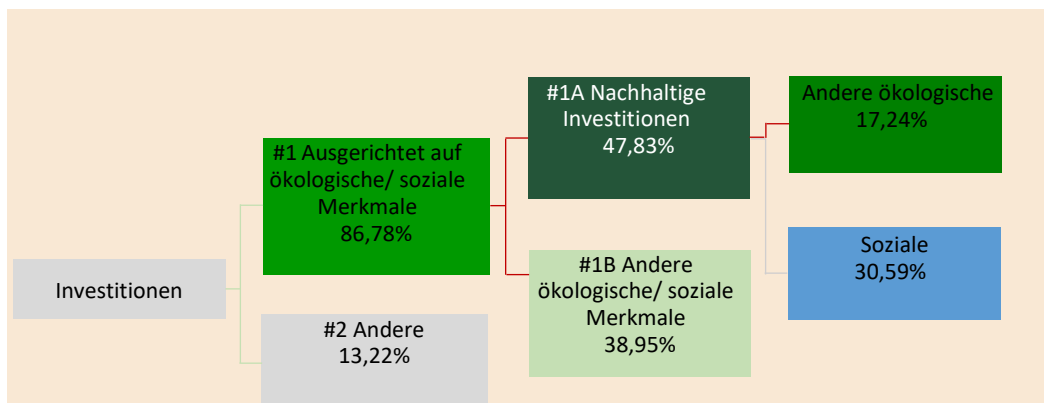 Investitionen
#1 Ausgerichtet auf
ökologische/ soziale
Merkmale
86,78%
#2 Andere
13,22%
#1A Nachhaltige
Investitionen
47,83%
#1B Andere
ökologische/ soziale
Merkmale
38,95%
Andere ökologische
17,24%
Soziale
30,59%